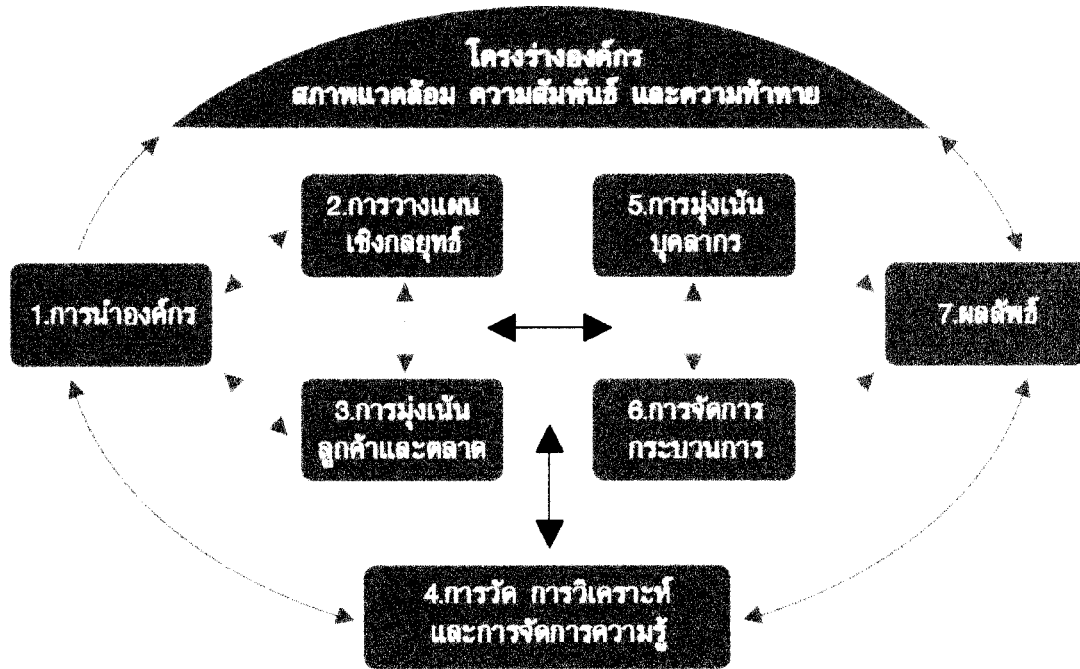 โครงร่างองค์กร
สภาพแวดล้อม ความสัมพันธ์ และความท้าทาย
2.การวางแผน
เชิงกลยุทธ์
5.การมุ่งเน้น
บุคลากร
1.การนำองค์กร
7.ผลลัพธ์
3.การมุ่งเน้น
ลูกค้าและตลาด
6.การจัดการ
กระบวนการ
4.การวัด การวิเคราะห์
และการจัดการความรู้